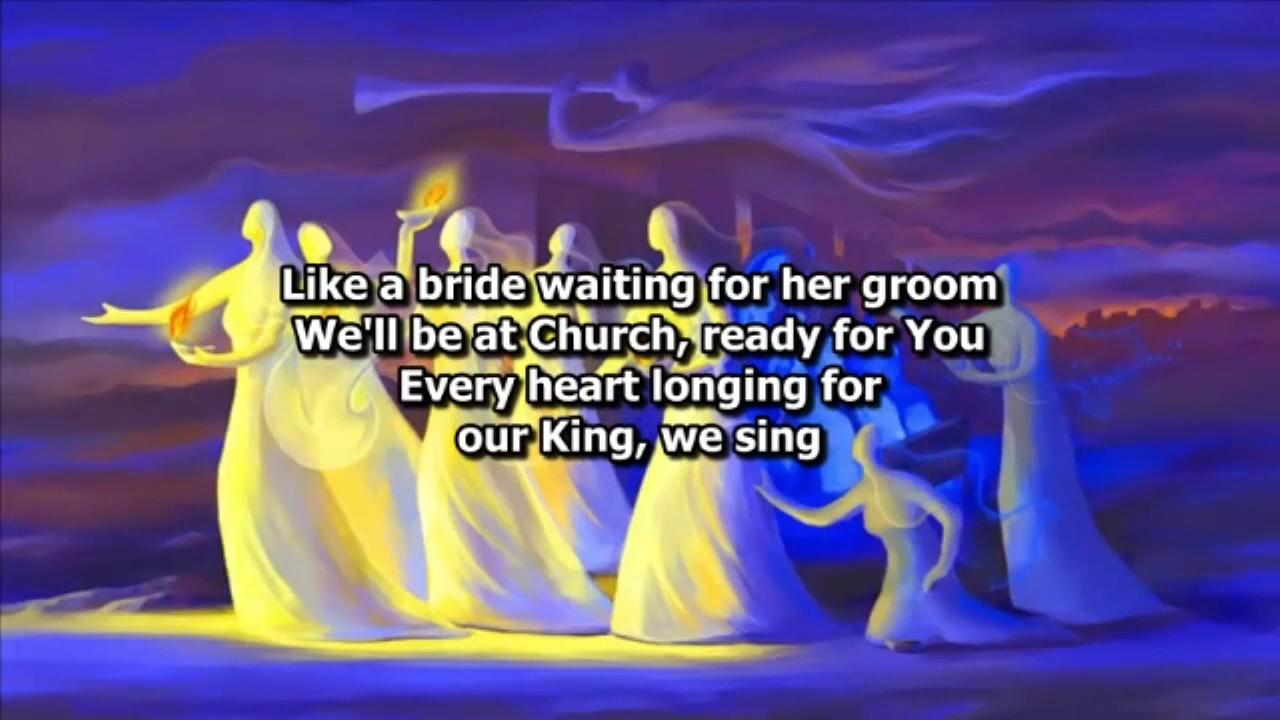 Like a bride waiting for her groom
We'll be at Church, ready for You
Every heart longing for
our King, we sing